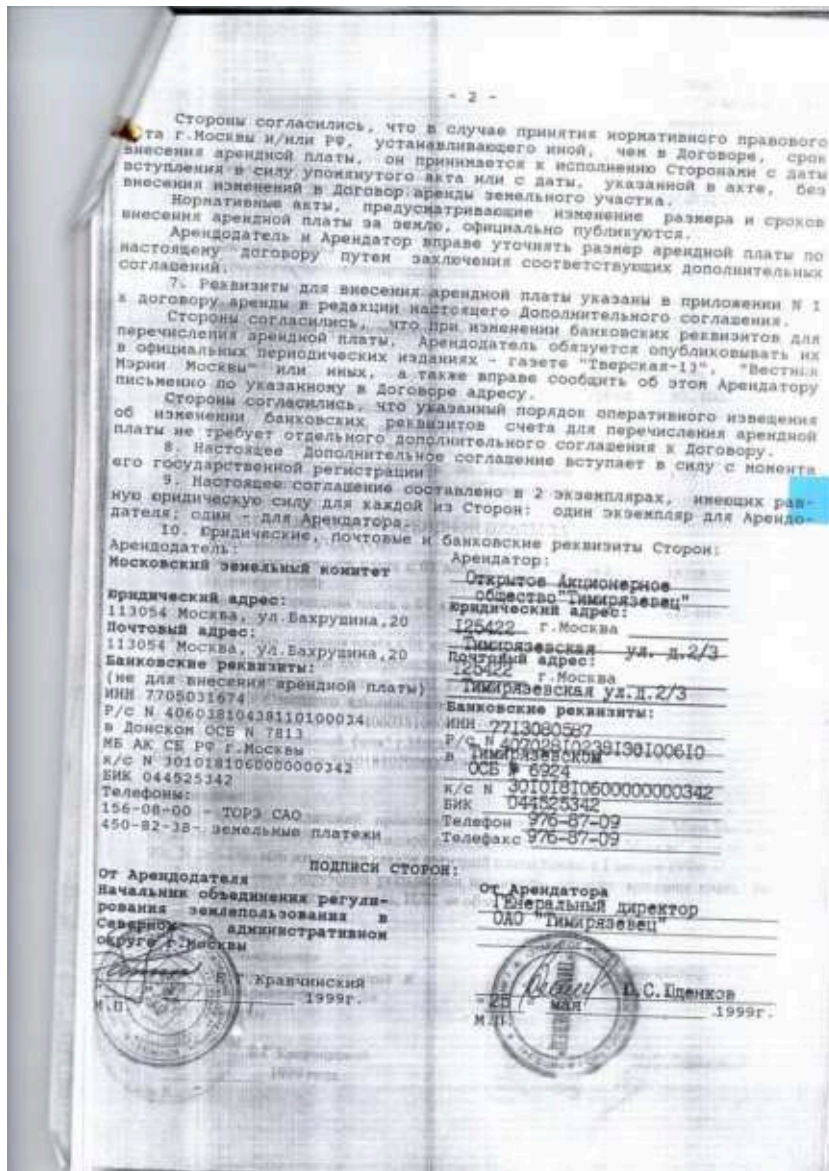 - 2 -
Стороны согласились, что в случае принятия нормативного правового
акта г.Москвы и/или РФ, устанавливающего иной, чем в Договоре, срок
внесения арендной платы, он принимается к исполнению Сторонами с даты
вступления в силу упомянутого акта или с даты, указанной в акте, без
внесения изменений в Договор аренды земельного участка.
Нормативные акты, предусматривающие изменение размера и сроков
внесения арендной платы за землю, официально публикуются.
Арендодатель и Арендатор вправе уточнять размер арендной платы по
настоящему договору путем заключения соответствующих дополнительных
соглашений.
7. Реквизиты для внесения арендной платы указаны в приложении N 1
к договору аренды в редакции настоящего Дополнительного соглашения.
Стороны согласились, что при изменении банковских реквизитов для
перечисления арендной платы, Арендодатель обязуется опубликовывать их
в официальных периодических изданиях - газете "Тверская-13", "Вестник
Мэрии Москвы" или иных, а также вправе сообщить об этом Арендатору
письменно по указанному в Договоре адресу.
Стороны согласились, что указанный порядок оперативного извещения
об изменении банковских реквизитов счета для перечисления арендной
платы не требует отдельного дополнительного соглашения к Договору.
8. Настоящее Дополнительное соглашение вступает в силу с момента
его государственной регистрации.
9. Настоящее соглашение составлено в 2 экземплярах, имеющих рав-
ную юридическую силу для каждой из Сторон: один экземпляр для Арендо-
дателя; один - для Арендатора.
10. Юридические, почтовые и банковские реквизиты Сторон:
Арендодатель:
Московский земельный комитет
Юридический адрес:
113054 Москва, ул.Бахрушина,20
Почтовый адрес:
113054 Москва, ул.Бахрушина,20
Банковские реквизиты:
(не для внесения арендной платы)
ИНН 7705031674
Р/с N 40603810438110100034
в Донском ОСБ N 7813
МБ АК СБ РФ г.Москвы
к/с N 30101810600000000342
БИК 044525342
Телефоны:
156-08-00 - ТОРЗ САО
450-82-38- земельные платежи
Арендатор:
Открытое Акционерное
общество"Тимирязевец"
Юридический адрес:
I25422 г.Москва
Тимирязевская ул. д.2/3
Почтовый адрес:
I25422 г.Москва
Тимирязевская ул.д.2/3
Банковские реквизиты:
ИНН 77I3080587
Р/с N 407028I0238I30I006I0
в Тимирязевском
ОСБ № 6924
к/с N 30I0I8I0600000000342
БИК 044525342
Телефон 976-87-09
Телефакс 976-87-09
ПОДПИСИ СТОРОН:
От Арендодателя
Начальник объединения регули-
рования землепользования в
Северном административном
округе г.Москвы
Кравчинский
1999г.
М.П.
От Арендатора
Генеральный директор
ОАО "Тимирязевец"
С.Юденков
"25 мая 1999г.
М.П.